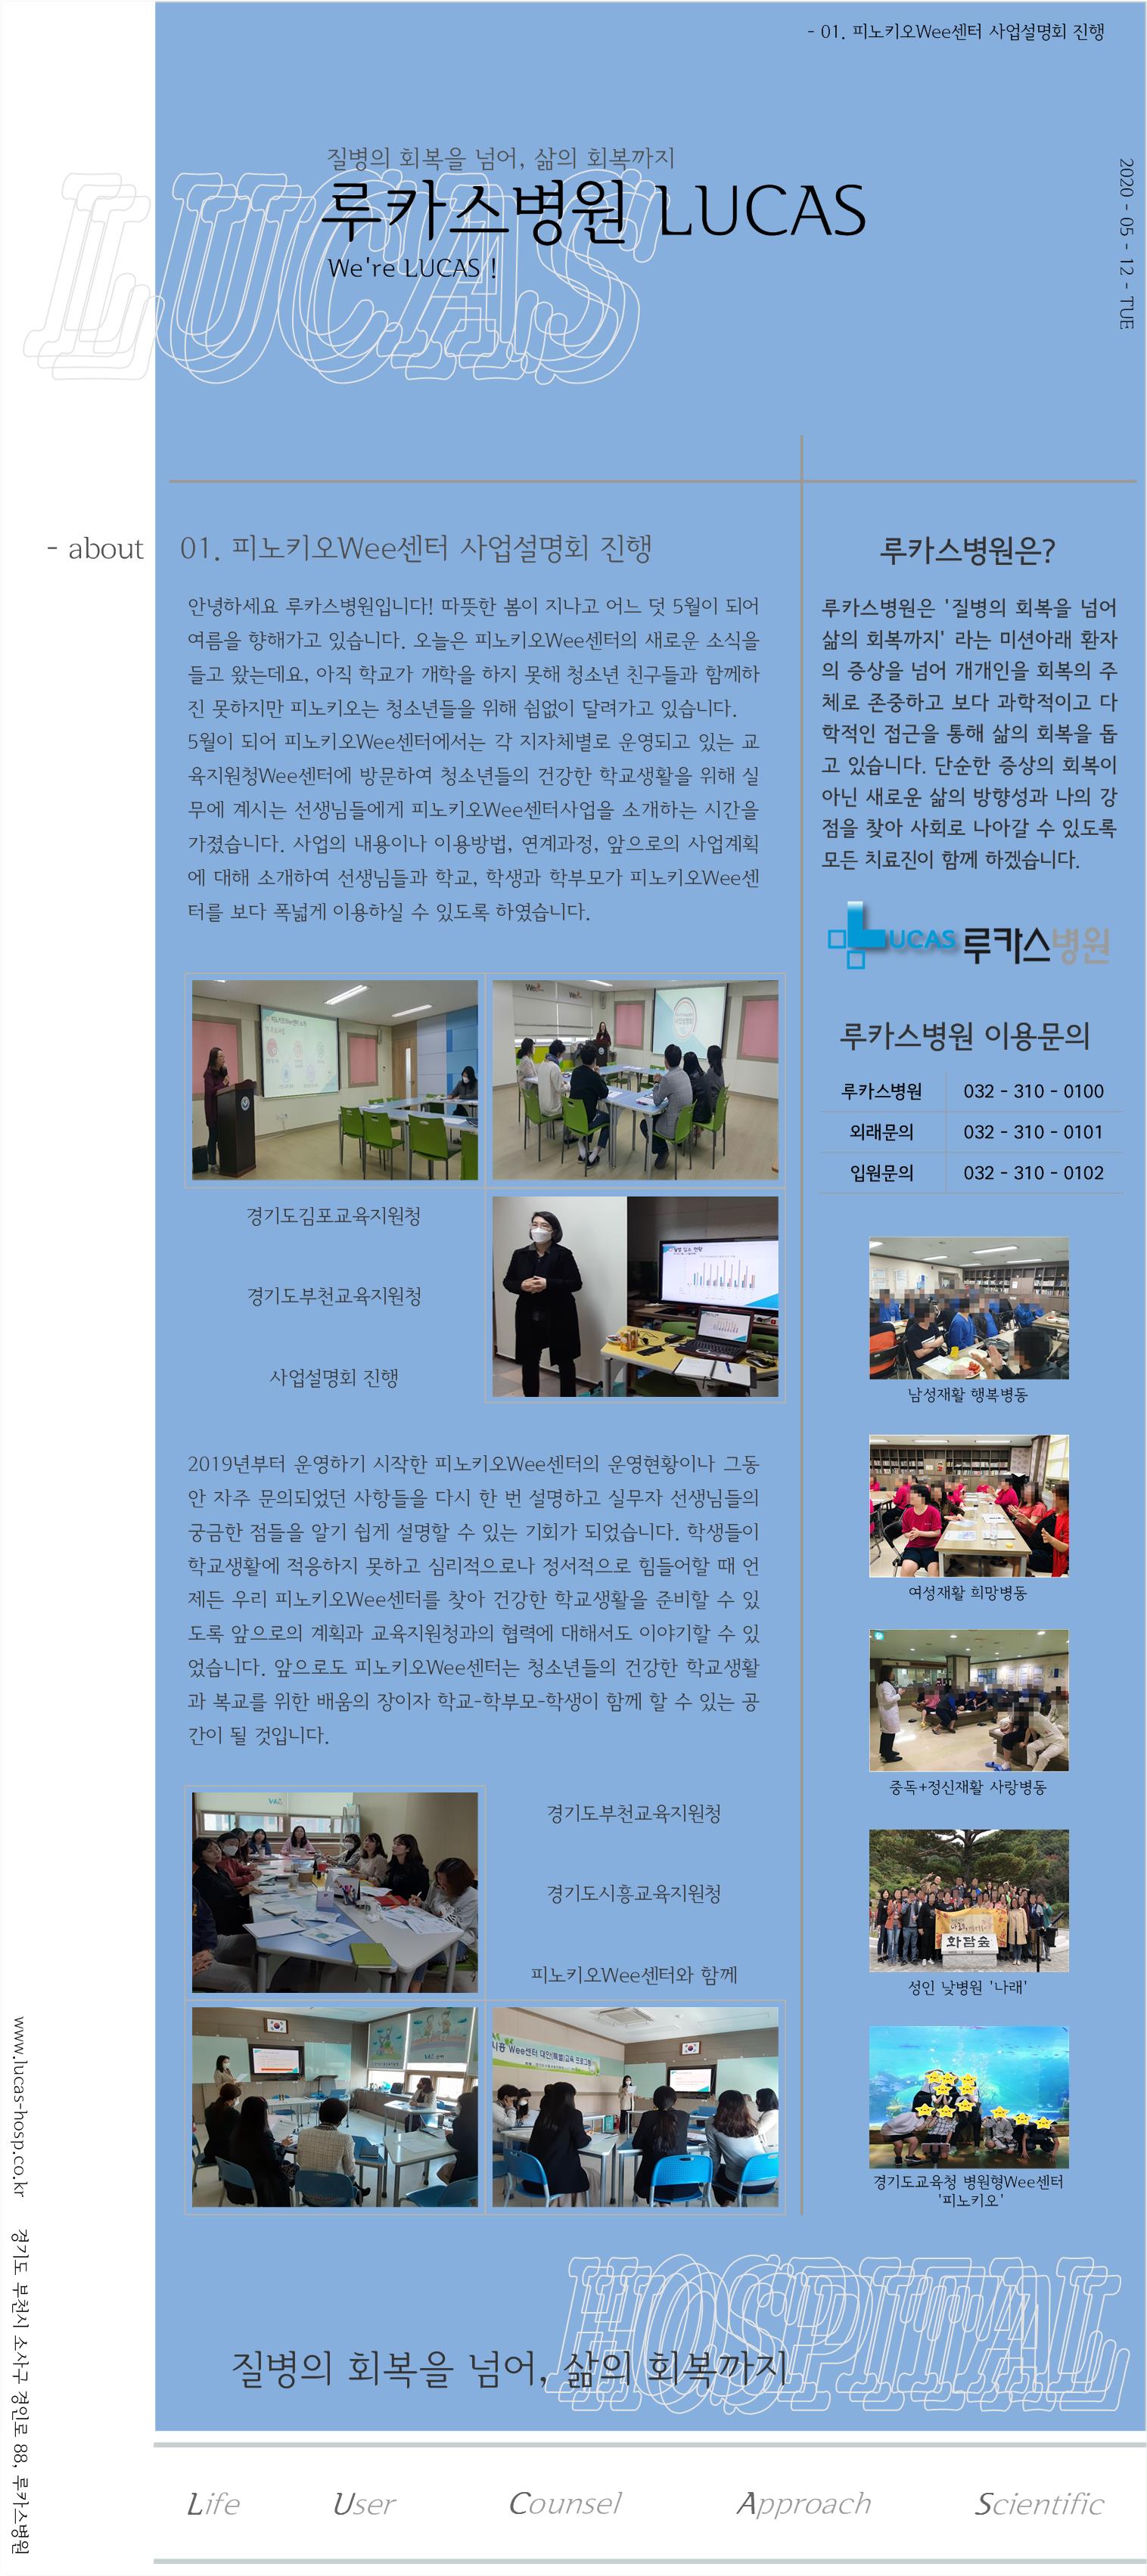 - 01. 피노키오Wee센터 사업설명회 진행
2020 - 05 - 12 - TUE
질병의 회복을 넘어, 삶의 회복까지
루카스병원 LUCAS
We're LUCAS !
LUCAS
- about
01. 피노키오Wee센터 사업설명회 진행
안녕하세요 루카스병원입니다! 따뜻한 봄이 지나고 어느 덧 5월이 되어
여름을 향해가고 있습니다. 오늘은 피노키오Wee센터의 새로운 소식을
들고 왔는데요, 아직 학교가 개학을 하지 못해 청소년 친구들과 함께하
진 못하지만 피노키오는 청소년들을 위해 쉼없이 달려가고 있습니다.
5월이 되어 피노키오Wee센터에서는 각 지자체별로 운영되고 있는 교
육지원청Wee센터에 방문하여 청소년들의 건강한 학교생활을 위해 실
무에 계시는 선생님들에게 피노키오Wee센터사업을 소개하는 시간을
가졌습니다. 사업의 내용이나 이용방법, 연계과정, 앞으로의 사업계획
에 대해 소개하여 선생님들과 학교, 학생과 학부모가 피노키오Wee센
터를 보다 폭넓게 이용하실 수 있도록 하였습니다.
경기도김포교육지원청
경기도부천교육지원청
사업설명회 진행
2019년부터 운영하기 시작한 피노키오Wee센터의 운영현황이나 그동
안 자주 문의되었던 사항들을 다시 한 번 설명하고 실무자 선생님들의
궁금한 점들을 알기 쉽게 설명할 수 있는 기회가 되었습니다. 학생들이
학교생활에 적응하지 못하고 심리적으로나 정서적으로 힘들어할 때 언
제든 우리 피노키오Wee센터를 찾아 건강한 학교생활을 준비할 수 있
도록 앞으로의 계획과 교육지원청과의 협력에 대해서도 이야기할 수 있
었습니다. 앞으로도 피노키오Wee센터는 청소년들의 건강한 학교생활
과 복교를 위한 배움의 장이자 학교-학부모-학생이 함께 할 수 있는 공
간이 될 것입니다.
경기도부천교육지원청
경기도시흥교육지원청
피노키오Wee센터와 함께
시흥 Wee센터 대안(특별)교육 프로그램
루카스병원은?
루카스병원은 '질병의 회복을 넘어
삶의 회복까지' 라는 미션아래 환자
의 증상을 넘어 개개인을 회복의 주
체로 존중하고 보다 과학적이고 다
학적인 접근을 통해 삶의 회복을 돕
고 있습니다. 단순한 증상의 회복이
아닌 새로운 삶의 방향성과 나의 강
점을 찾아 사회로 나아갈 수 있도록
모든 치료진이 함께 하겠습니다.
LUCAS 루카스병원
루카스병원 이용문의
루카스병원 032 - 310 - 0100
외래문의 032 - 310 - 0101
입원문의 032 - 310 - 0102
남성재활 행복병동
여성재활 희망병동
중독+정신재활 사랑병동
화담숲
성인 낮병원 '나래'
경기도교육청 병원형Wee센터
'피노키오'
HOSPITAL
질병의 회복을 넘어, 삶의 회복까지
www.lucas-hosp.co.kr 경기도 부천시 소사구 경인로 88, 루카스병원
Life User Counsel Approach Scientific